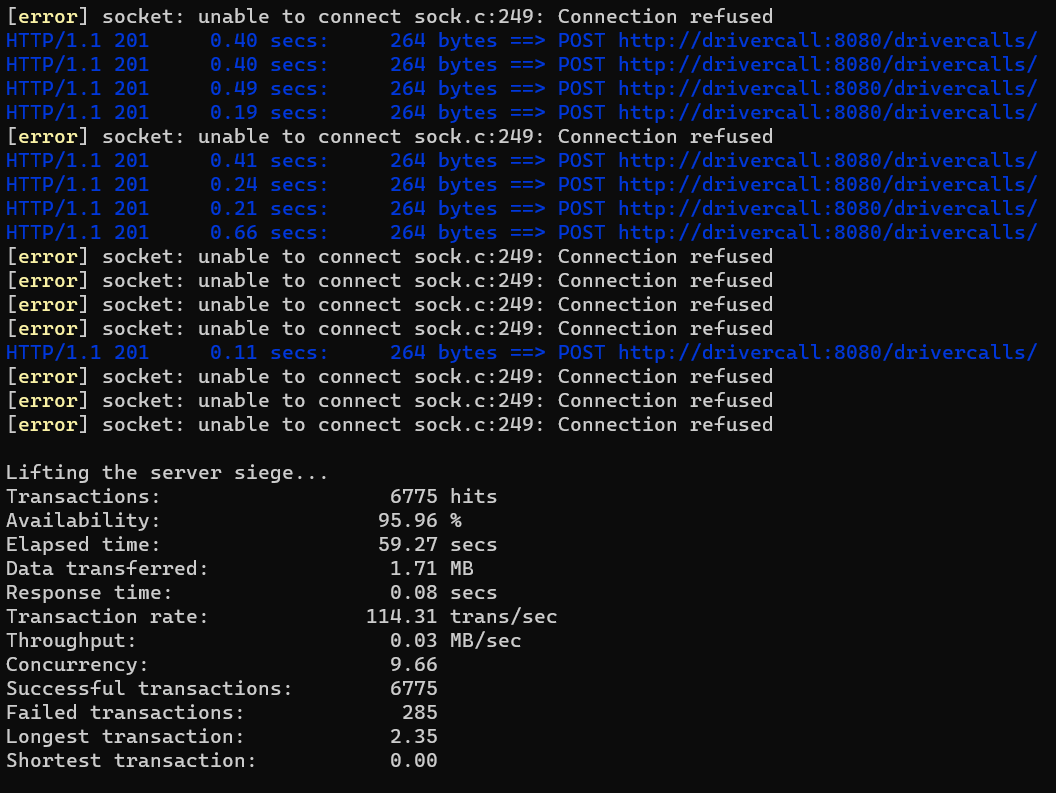 [error] socket: unable to connect sock.c:249: Connection refused
HTTP/1.1 201     0.40 secs:     264 bytes ==> POST http://drivercall:8080/drivercalls/
HTTP/1.1 201     0.40 secs:     264 bytes ==> POST http://drivercall:8080/drivercalls/
HTTP/1.1 201     0.49 secs:     264 bytes ==> POST http://drivercall:8080/drivercalls/
HTTP/1.1 201     0.19 secs:     264 bytes ==> POST http://drivercall:8080/drivercalls/
[error] socket: unable to connect sock.c:249: Connection refused
HTTP/1.1 201     0.41 secs:     264 bytes ==> POST http://drivercall:8080/drivercalls/
HTTP/1.1 201     0.24 secs:     264 bytes ==> POST http://drivercall:8080/drivercalls/
HTTP/1.1 201     0.21 secs:     264 bytes ==> POST http://drivercall:8080/drivercalls/
HTTP/1.1 201     0.66 secs:     264 bytes ==> POST http://drivercall:8080/drivercalls/
[error] socket: unable to connect sock.c:249: Connection refused
[error] socket: unable to connect sock.c:249: Connection refused
[error] socket: unable to connect sock.c:249: Connection refused
[error] socket: unable to connect sock.c:249: Connection refused
HTTP/1.1 201     0.11 secs:     264 bytes ==> POST http://drivercall:8080/drivercalls/
[error] socket: unable to connect sock.c:249: Connection refused
[error] socket: unable to connect sock.c:249: Connection refused
[error] socket: unable to connect sock.c:249: Connection refused

Lifting the server siege...
Transactions:                   6775 hits
Availability:                  95.96 %
Elapsed time:                  59.27 secs
Data transferred:               1.71 MB
Response time:                  0.08 secs
Transaction rate:             114.31 trans/sec
Throughput:                     0.03 MB/sec
Concurrency:                    9.66
Successful transactions:        6775
Failed transactions:             285
Longest transaction:            2.35
Shortest transaction:           0.00